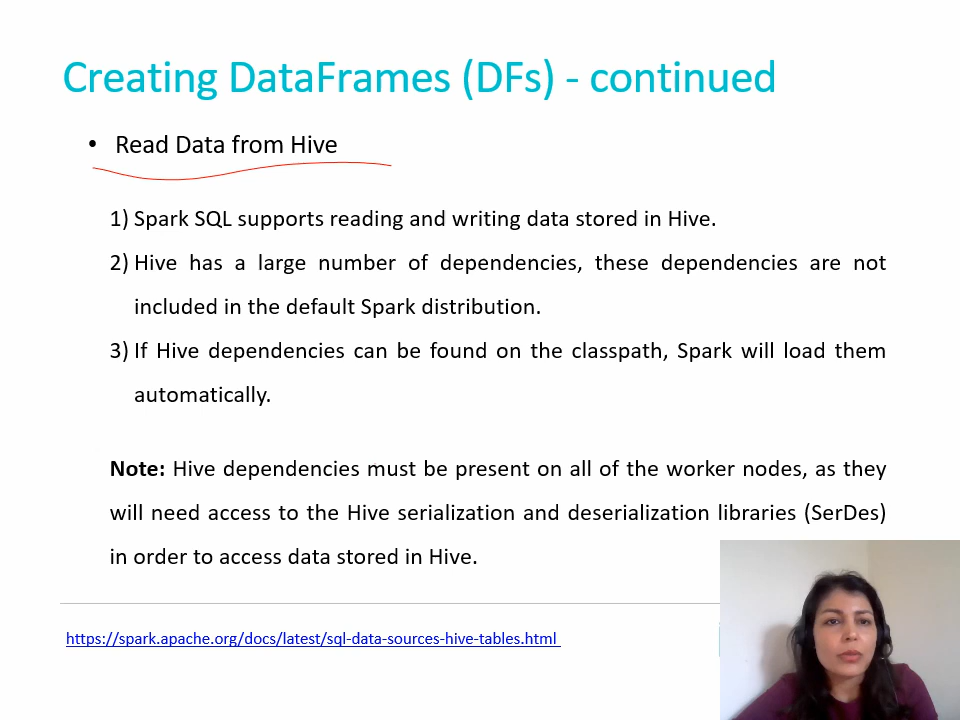 Creating DataFrames (DFs) - continued
• Read Data from Hive
1) Spark SQL supports reading and writing data stored in Hive.
2) Hive has a large number of dependencies, these dependencies are not
included in the default Spark distribution.
3) If Hive dependencies can be found on the classpath, Spark will load them
automatically.
Note: Hive dependencies must be present on all of the worker nodes, as they
will need access to the Hive serialization and deserialization libraries (SerDes)
in order to access data stored in Hive.
https://spark.apache.org/docs/latest/sql-data-sources-hive-tables.html